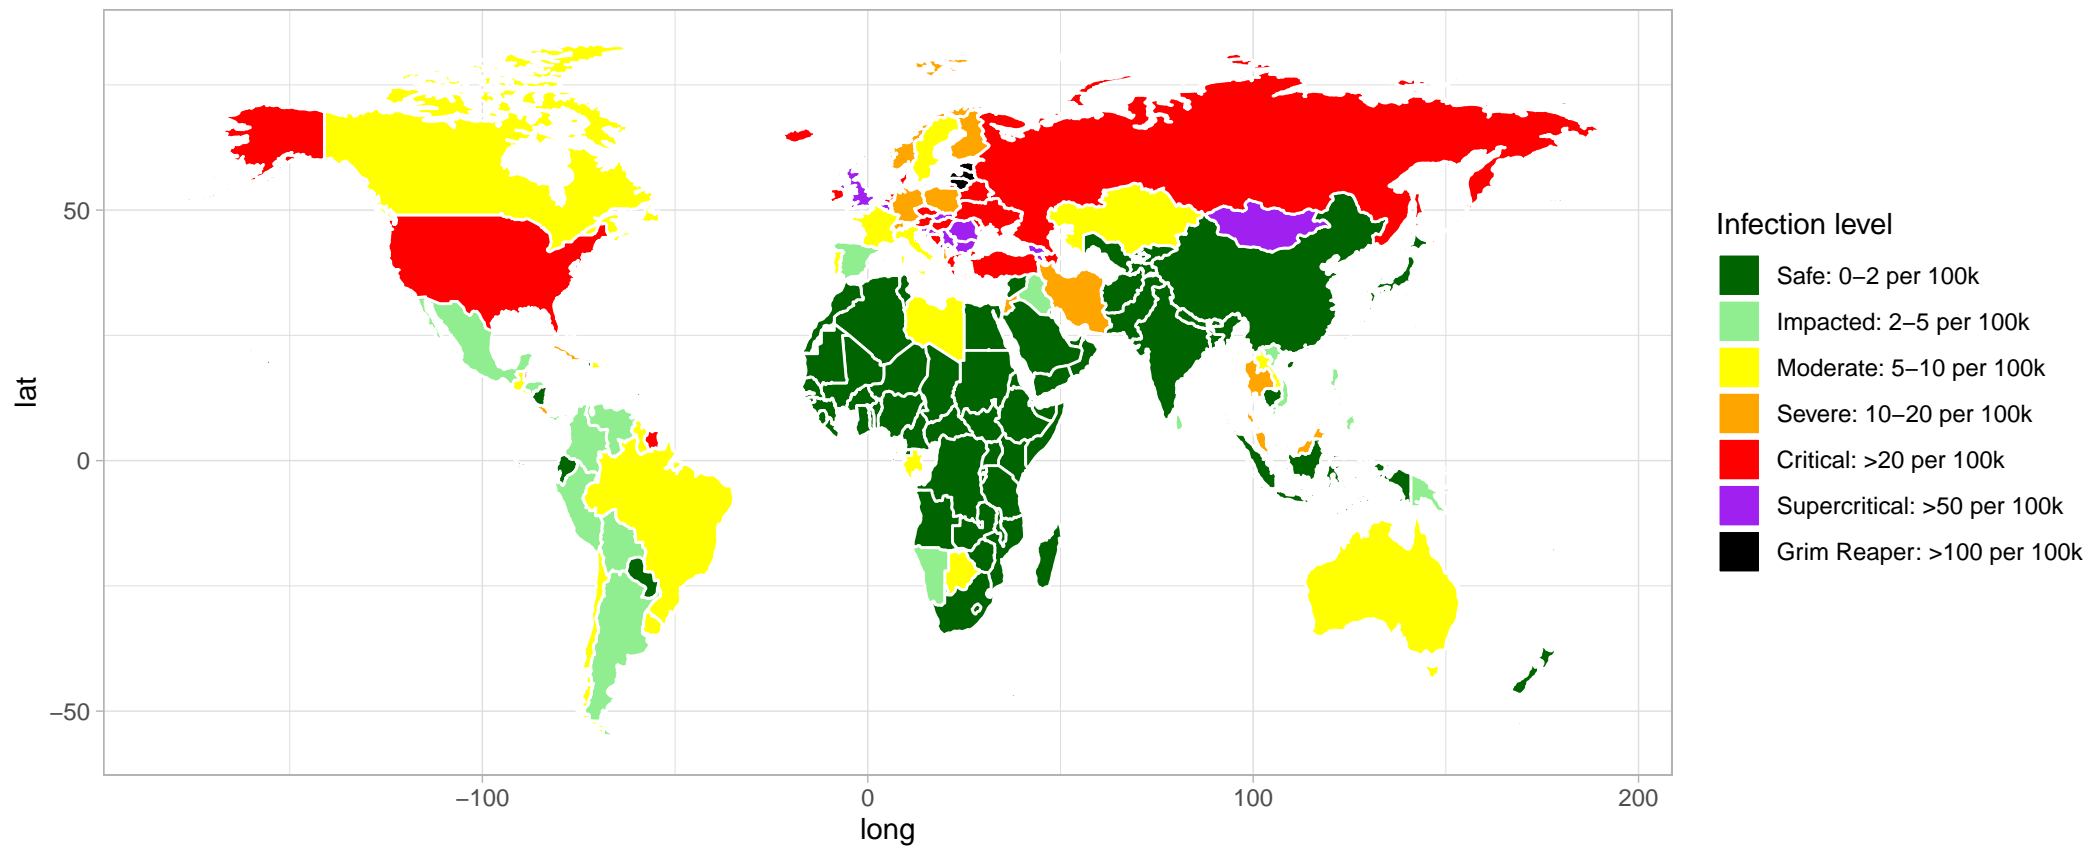 50
0
−50
lat
−100
0
100
200
long
Infection level
Safe: 0−2 per 100k
Impacted: 2−5 per 100k
Moderate: 5−10 per 100k
Severe: 10−20 per 100k
Critical: >20 per 100k
Supercritical: >50 per 100k
Grim Reaper: >100 per 100k